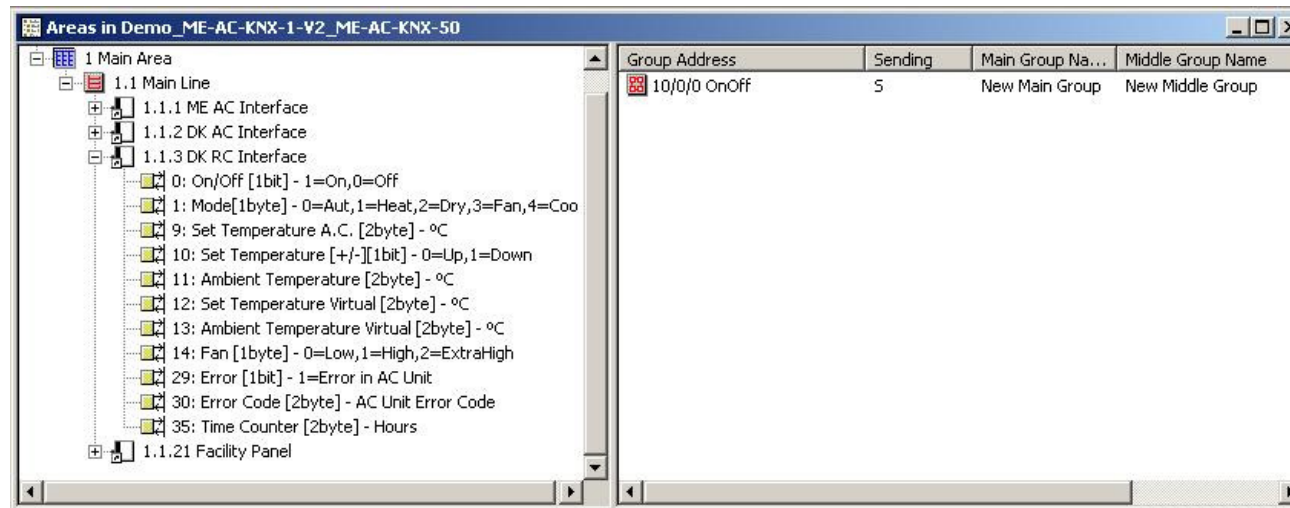 Areas in Demo_ME-AC-KNX-1-V2_ME-AC-KNX-50
1 Main Area
1.1 Main Line
1.1.1 ME AC Interface
1.1.2 DK AC Interface
1.1.3 DK RC Interface
0: On/Off [1bit] - 1=On,0=Off
1: Mode[1byte] - 0=Aut,1=Heat,2=Dry,3=Fan,4=Coo
9: Set Temperature A.C. [2byte] - ºC
10: Set Temperature [+/-][1bit] - 0=Up,1=Down
11: Ambient Temperature [2byte] - ºC
12: Set Temperature Virtual [2byte] - ºC
13: Ambient Temperature Virtual [2byte] - ºC
14: Fan [1byte] - 0=Low,1=High,2=ExtraHigh
29: Error [1bit] - 1=Error in AC Unit
30: Error Code [2byte] - AC Unit Error Code
35: Time Counter [2byte] - Hours
1.1.21 Facility Panel
Group Address Sending Main Group Na... Middle Group Name
10/0/0 OnOff S New Main Group New Middle Group